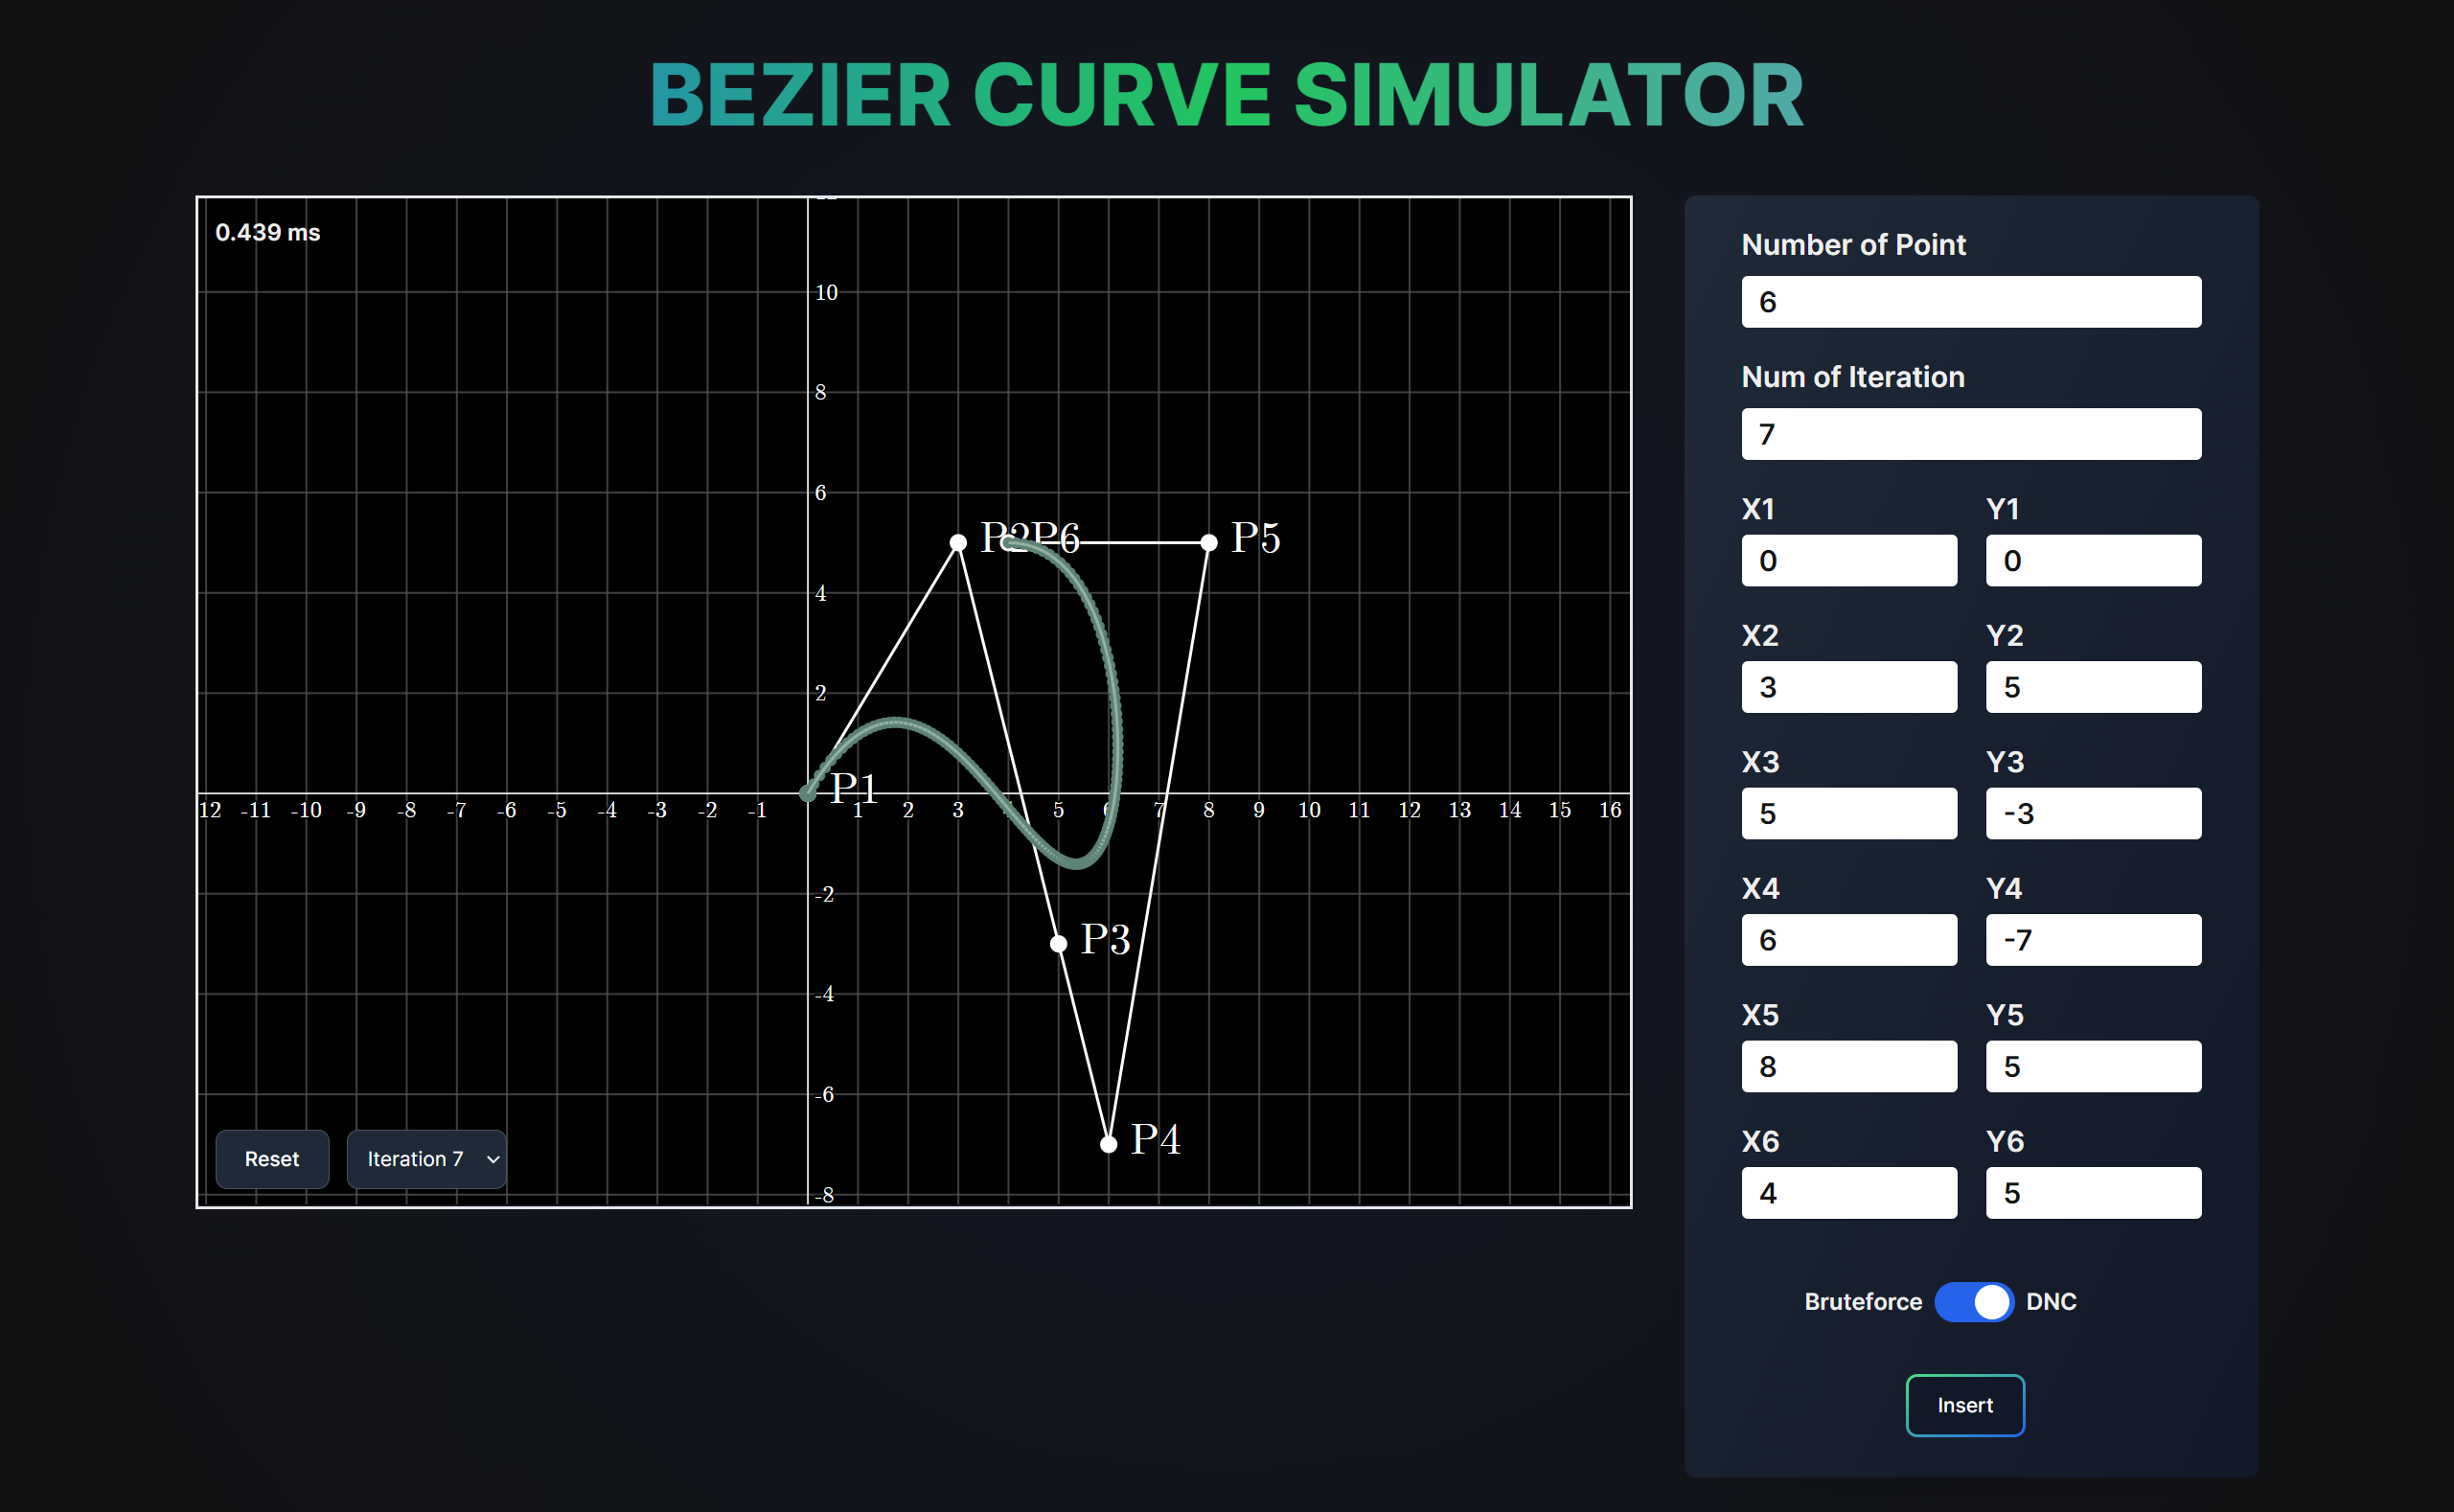 BEZIER CURVE SIMULATOR
0.439 ms
10
8
6
4
2
-2
-4
-6
-8
12 -11 -10 -9 -8 -7 -6 -5 -4 -3 -2 -1 1 2 3 5 6 7 8 9 10 11 12 13 14 15 16
P1
P2
P6
P5
P3
P4
Reset
Iteration 7
Number of Point
6
Num of Iteration
7
X1 Y1
0 0
X2 Y2
3 5
X3 Y3
5 -3
X4 Y4
6 -7
X5 Y5
8 5
X6 Y6
4 5
Bruteforce DNC
Insert